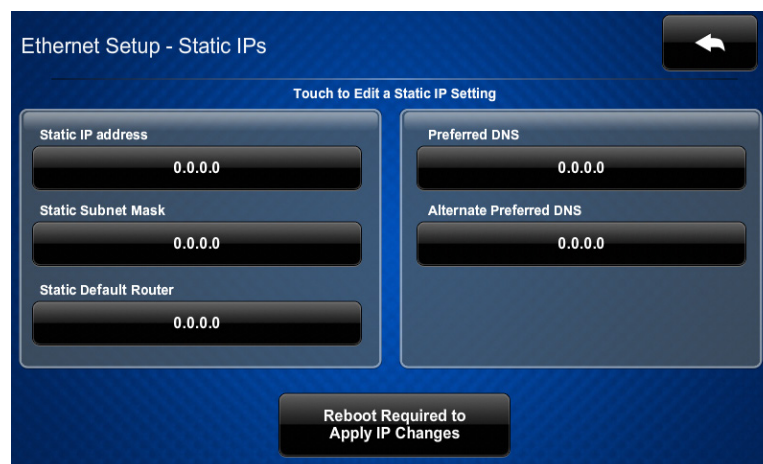 Ethernet Setup - Static IPs
Touch to Edit a Static IP Setting
Static IP address
0.0.0.0
Static Subnet Mask
0.0.0.0
Static Default Router
0.0.0.0
Preferred DNS
0.0.0.0
Alternate Preferred DNS
0.0.0.0
Reboot Required to
Apply IP Changes